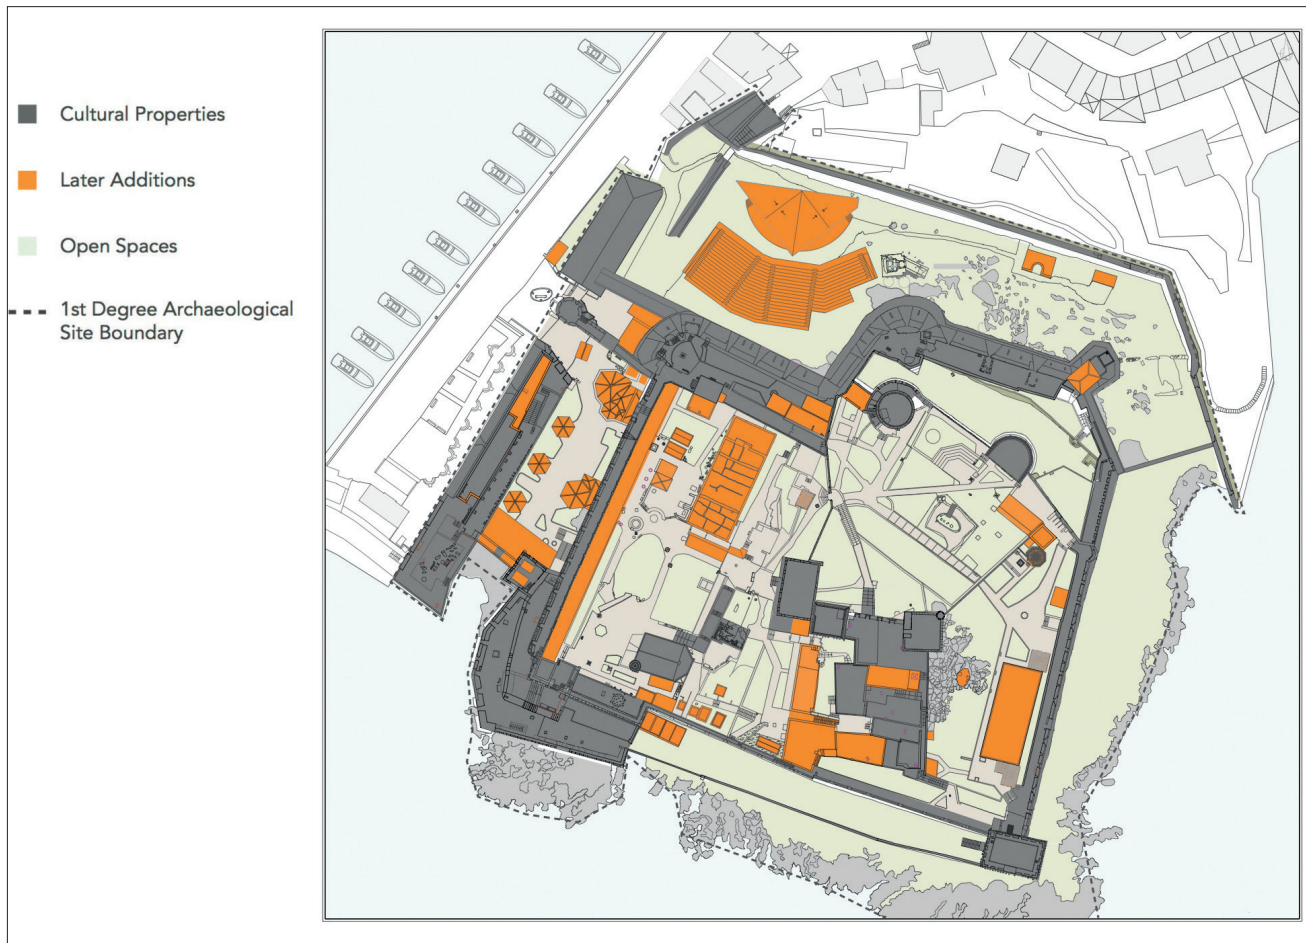 Cultural Properties
Later Additions
Open Spaces
1st Degree Archaeological
Site Boundary